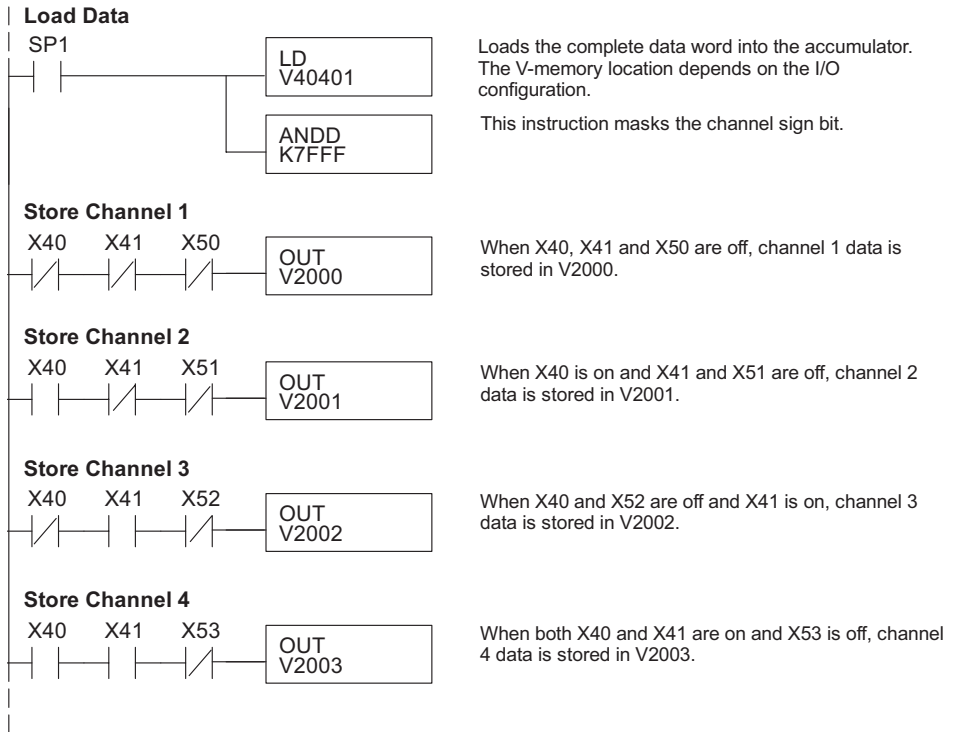 Load Data
SP1
LD
V40401
Loads the complete data word into the accumulator.
The V-memory location depends on the I/O
configuration.
ANDD
K7FFF
This instruction masks the channel sign bit.
Store Channel 1
X40 X41 X50
OUT
V2000
When X40, X41 and X50 are off, channel 1 data is
stored in V2000.
Store Channel 2
X40 X41 X51
OUT
V2001
When X40 is on and X41 and X51 are off, channel 2
data is stored in V2001.
Store Channel 3
X40 X41 X52
OUT
V2002
When X40 and X52 are off and X41 is on, channel 3
data is stored in V2002.
Store Channel 4
X40 X41 X53
OUT
V2003
When both X40 and X41 are on and X53 is off, channel
4 data is stored in V2003.